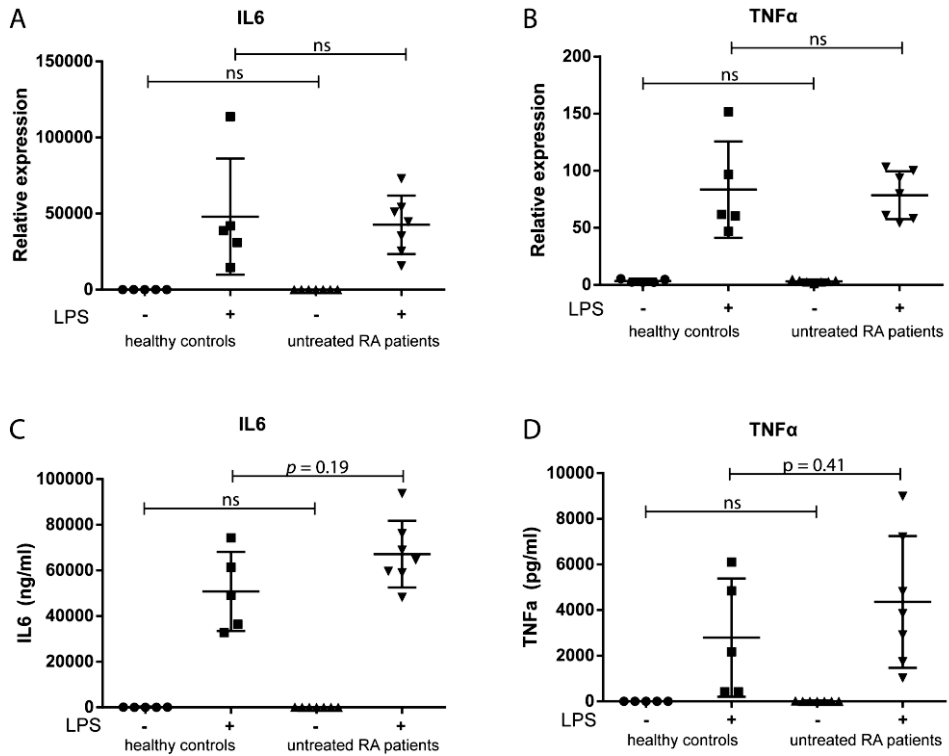 A
IL6
ns
ns
150000
100000
50000
0
Relative expression
LPS
- + - +
healthy controls untreated RA patients
B
TNFα
ns
ns
200
150
100
50
0
Relative expression
LPS
- + - +
healthy controls untreated RA patients
C
IL6
p = 0.19
ns
100000
80000
60000
40000
20000
0
IL6 (ng/ml)
LPS
- + - +
healthy controls untreated RA patients
D
TNFα
p = 0.41
ns
10000
8000
6000
4000
2000
0
TNFa (pg/ml)
LPS
- + - +
healthy controls untreated RA patients